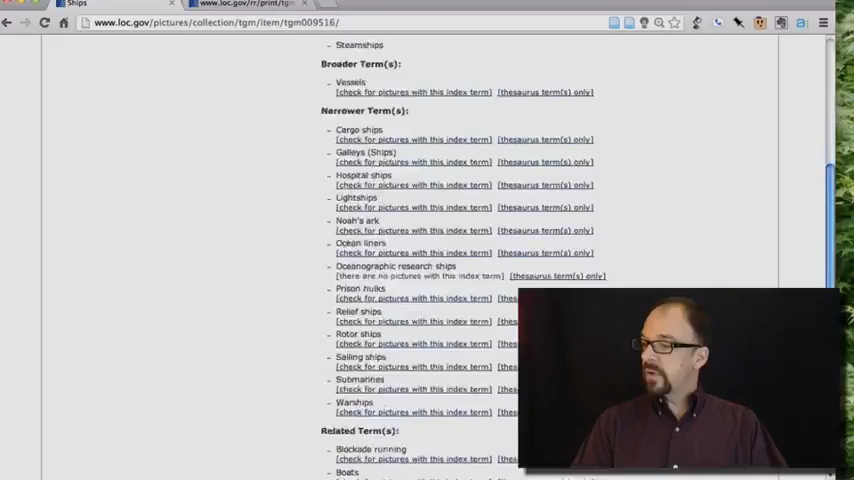 Ships
www.loc.gov/rr/print/tgm
www.loc.gov/pictures/collection/tgm/item/tgm009516/
Steamships
Broader Term(s):
– Vessels
[check for pictures with this index term] [thesaurus term(s) only]
Narrower Term(s):
– Cargo ships
[check for pictures with this index term] [thesaurus term(s) only]
– Galleys (Ships)
[check for pictures with this index term] [thesaurus term(s) only]
– Hospital ships
[check for pictures with this index term] [thesaurus term(s) only]
– Lightships
[check for pictures with this index term] [thesaurus term(s) only]
– Noah's ark
[check for pictures with this index term] [thesaurus term(s) only]
– Ocean liners
[check for pictures with this index term] [thesaurus term(s) only]
– Oceanographic research ships
[there are no pictures with this index term] [thesaurus term(s) only]
– Prison hulks
[check for pictures with this index term] [thes
– Relief ships
[check for pictures with this index term] [thes
– Rotor ships
[check for pictures with this index term] [thes
– Sailing ships
[check for pictures with this index term] [thes
– Submarines
[check for pictures with this index term] [thes
– Warships
[check for pictures with this index term] [thes
Related Term(s):
– Blockade running
[check for pictures with this index term] [thes
– Boats